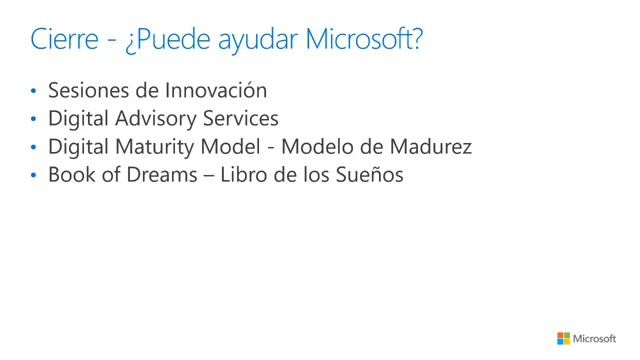 Cierre - ¿Puede ayudar Microsoft?
• Sesiones de Innovación
• Digital Advisory Services
• Digital Maturity Model - Modelo de Madurez
• Book of Dreams – Libro de los Sueños
Microsoft